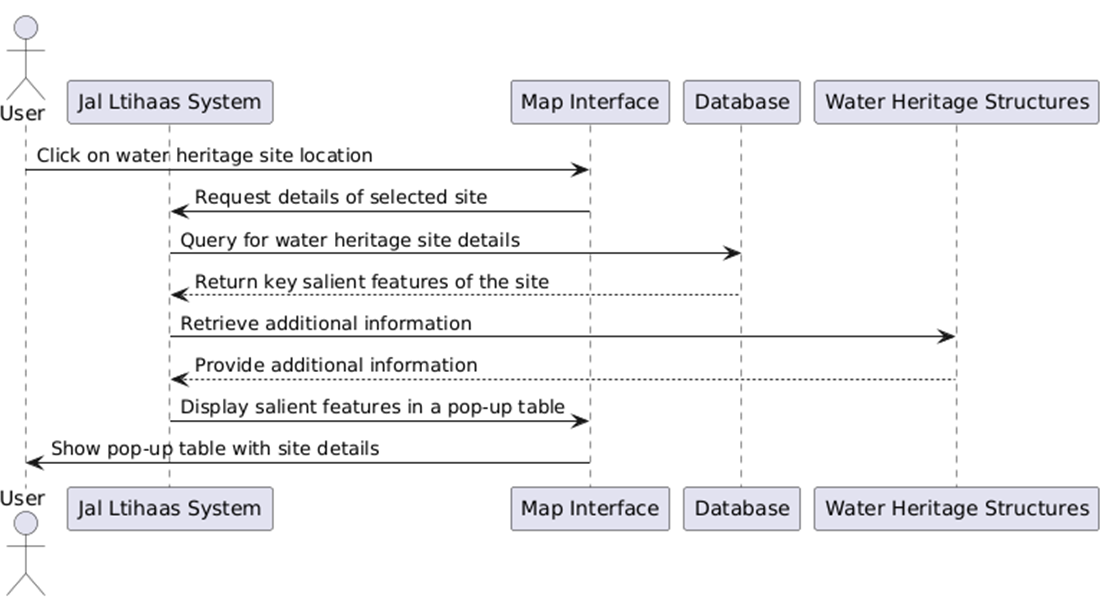 User
Jal Ltihaas System
Map Interface
Database
Water Heritage Structures
Click on water heritage site location
Request details of selected site
Query for water heritage site details
Return key salient features of the site
Retrieve additional information
Provide additional information
Display salient features in a pop-up table
Show pop-up table with site details
User
Jal Ltihaas System
Map Interface
Database
Water Heritage Structures